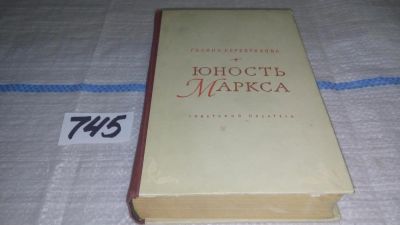 ГАЛИНА СЕРЕБРЯКОВА
ЮНОСТЬ
МАРКСА
СОВЕТСКИЙ ПИСАТЕЛЬ
745